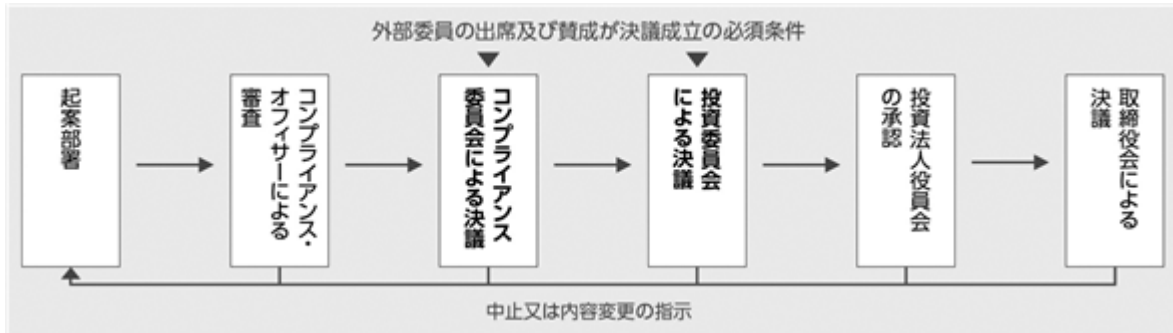 外部委員の出席及び賛成が決議成立の必須条件
起案部署
コンプライアンス・
オフィサーによる
審査
コンプライアンス
委員会による決議
投資委員会
による決議
投資法人役員会
の承認
取締役会による
決議
中止又は内容変更の指示